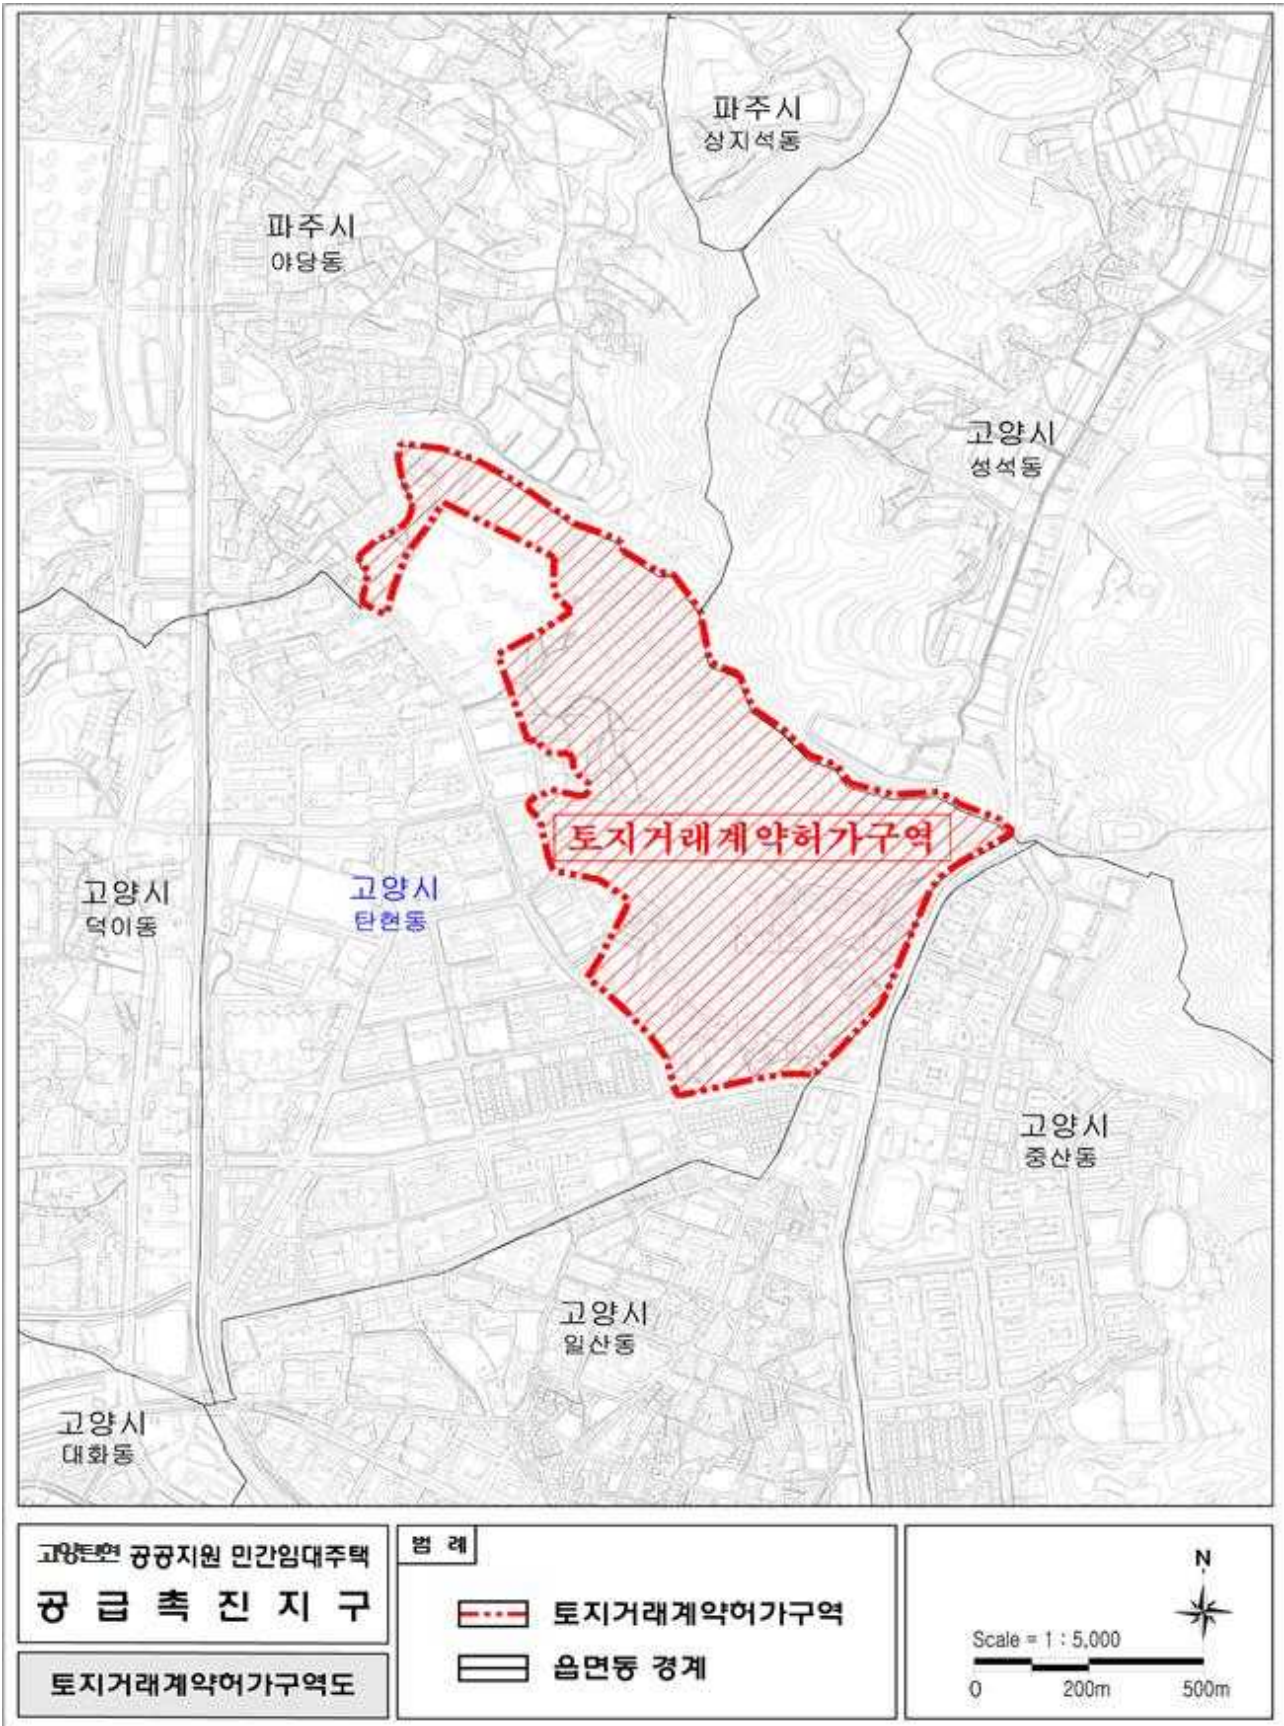 파주시
상지석동
파주시
야당동
고양시
성석동
토지거래계약허가구역
고양시
덕이동
고양시
탄현동
고양시
중산동
고양시
일산동
고양시
대화동
고양탄현 공공지원 민간임대주택
공급촉진지구
토지거래계약허가구역도
범례
토지거래계약허가구역
읍면동 경계
N
Scale = 1 : 5,000
0 200m 500m